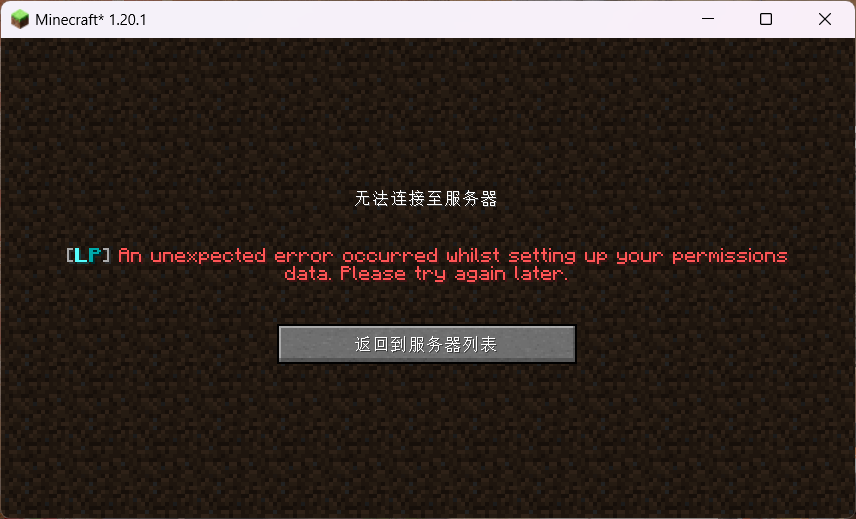 Minecraft* 1.20.1
无法连接至服务器
[LP] An unexpected error occurred whilst setting up your permissions
data. Please try again later.
返回到服务器列表